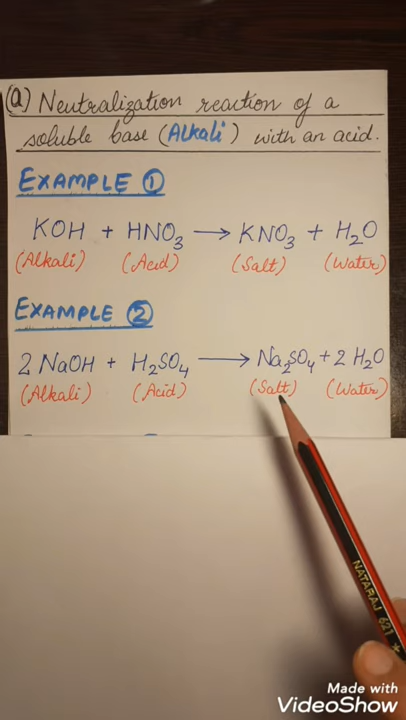 (a) Neutralization reaction of a
soluble base (Alkali) with an acid.
EXAMPLE ①
KOH + HNO₃ → KNO₃ + H₂O
(Alkali) (Acid) (Salt) (Water)
EXAMPLE ②
2 NaOH + H₂SO₄ → Na₂SO₄ + 2 H₂O
(Alkali) (Acid) (Salt) (Water)
NATARAJ 621
Made with
VideoShow